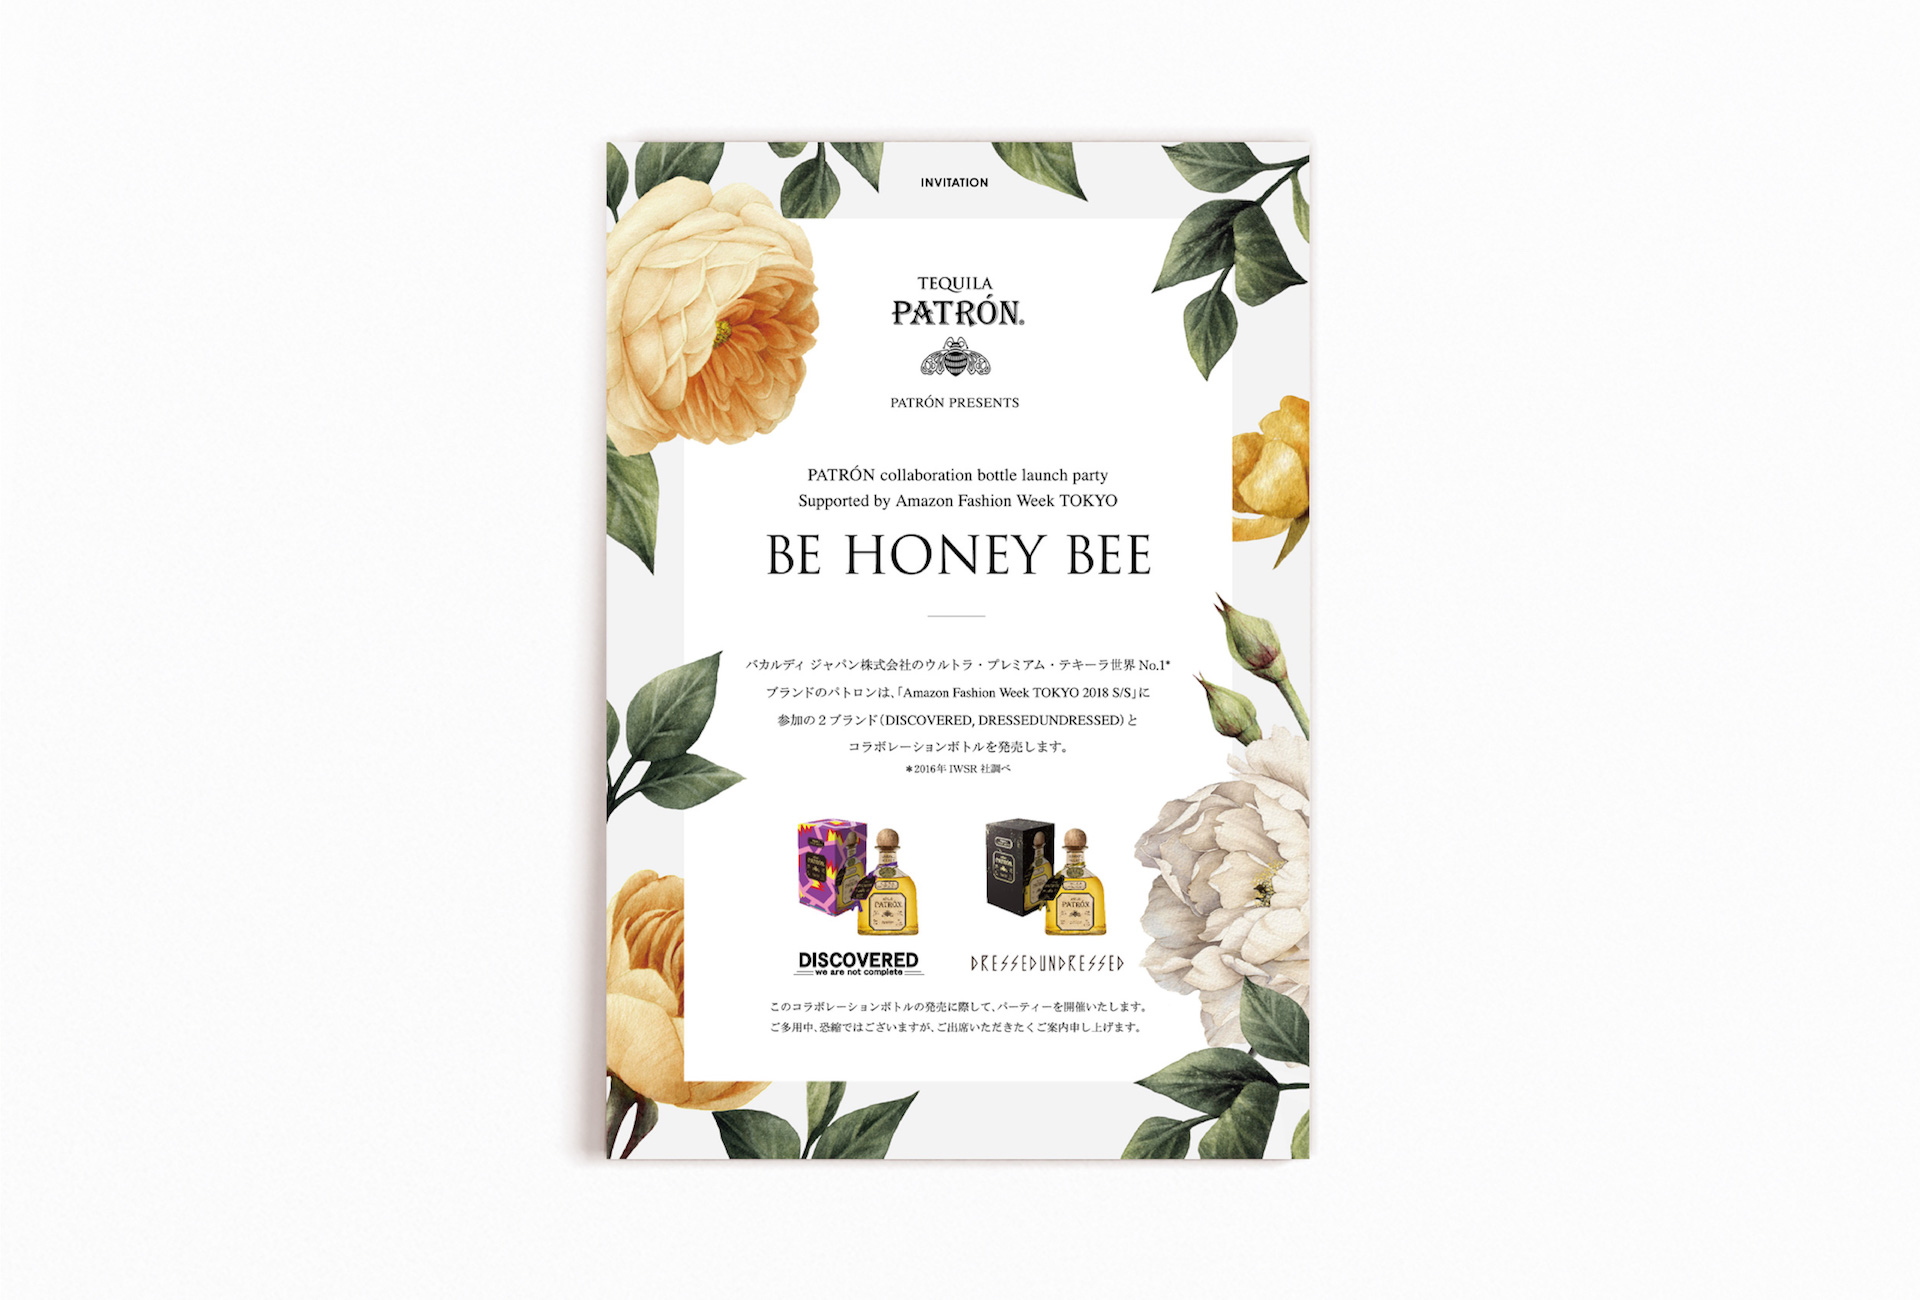 INVITATION
TEQUILA
PATRÓN®
PATRÓN PRESENTS
PATRÓN collaboration bottle launch party
Supported by Amazon Fashion Week TOKYO
BE HONEY BEE
バカルディ ジャパン株式会社のウルトラ・プレミアム・テキーラ世界 No.1*
ブランドのパトロンは、「Amazon Fashion Week TOKYO 2018 S/S」に
参加の2ブランド（DISCOVERED, DRESSEDUNDRESSED）と
コラボレーションボトルを発売します。
*2016年 IWSR 社調べ
PATRÓN
PATRÓN
PATRÓN
PATRÓN
DISCOVERED
we are not complete
DRESSEDUNDRESSED
このコラボレーションボトルの発売に際して、パーティーを開催いたします。
ご多用中、恐縮ではございますが、ご出席いただきたくご案内申し上げます。